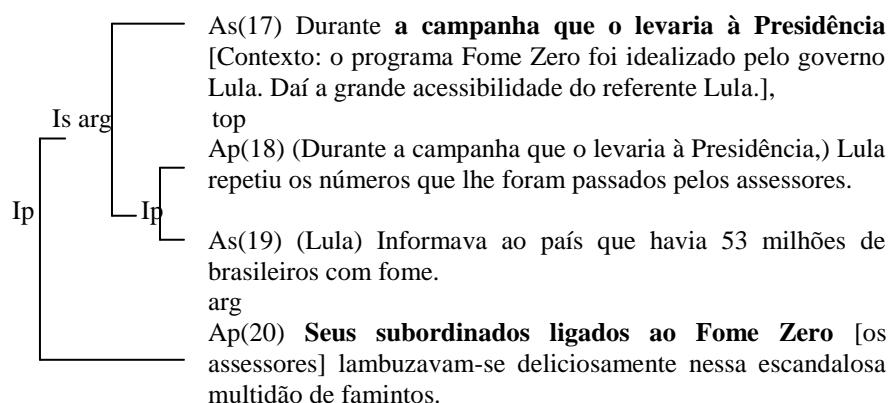 As(17) Durante a campanha que o levaria à Presidência
[Contexto: o programa Fome Zero foi idealizado pelo governo
Lula. Daí a grande acessibilidade do referente Lula.],
Is arg
top
Ap(18) (Durante a campanha que o levaria à Presidência,) Lula
repetiu os números que lhe foram passados pelos assessores.
Ip
Ip
As(19) (Lula) Informava ao país que havia 53 milhões de
brasileiros com fome.
arg
Ap(20) Seus subordinados ligados ao Fome Zero [os
assessores] lambuzavam-se deliciosamente nessa escandalosa
multidão de famintos.